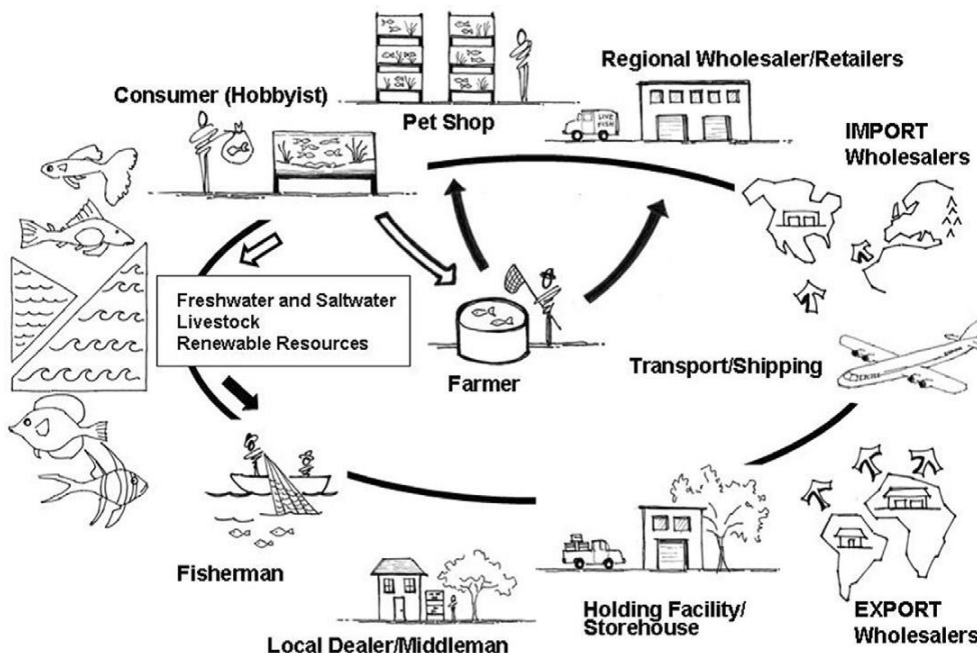 Consumer (Hobbyist)
Pet Shop
Regional Wholesaler/Retailers
LIVE
FISH
IMPORT
Wholesalers
Freshwater and Saltwater
Livestock
Renewable Resources
Farmer
Transport/Shipping
Fisherman
Local Dealer/Middleman
Holding Facility/
Storehouse
EXPORT
Wholesalers